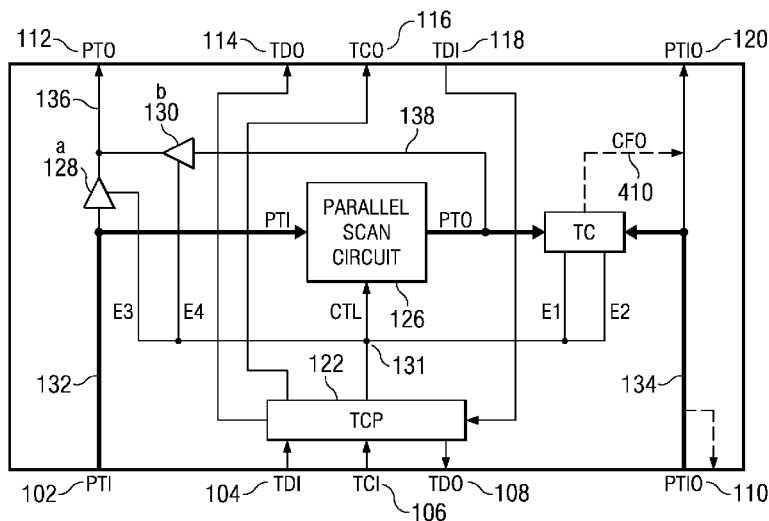 112 PTO 114 TDO 116 TCO TDI 118 PTIO 120
136
b
130
138
CFO
a
128
410
PTI
PARALLEL
SCAN
CIRCUIT
PTO
TC
E3
E4
CTL
126
E1
E2
132
122
131
134
TCP
102 PTI 104 TDI TCI 106 TDO 108 PTIO 110